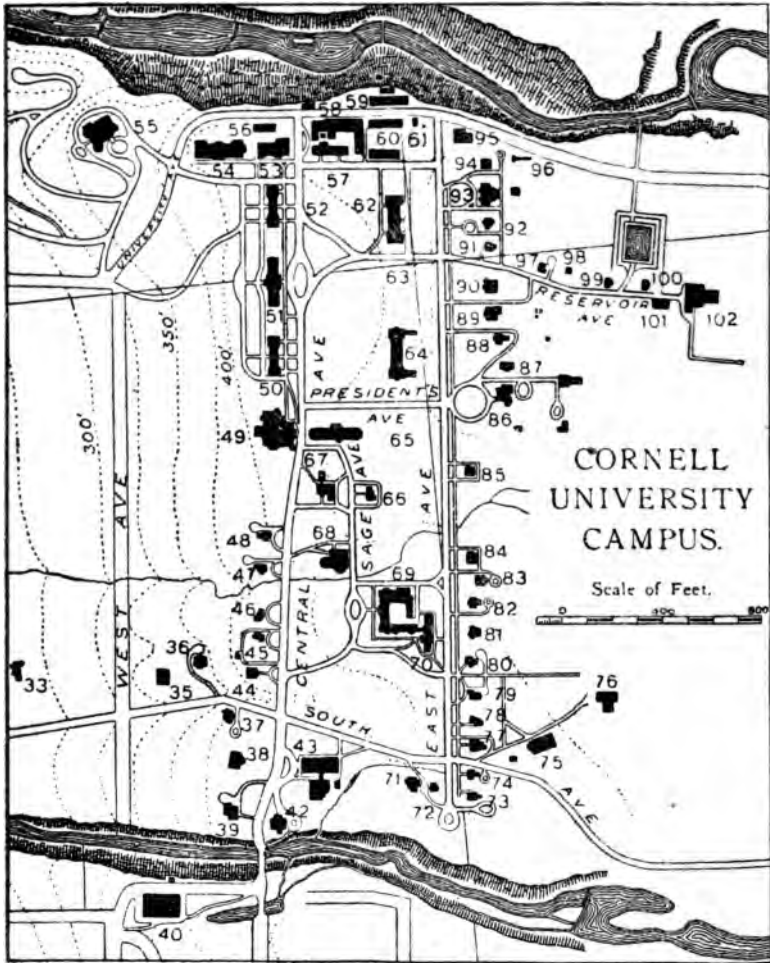 58 59
55 56 60 61 95
54 53 94 96
57
93
UNIVERSITY 52 62
92
91
63 97 98
99 100
90 RESERVOIR
51 AVE 101 102
350' 89
400' AVE 64 88
87
50 PRESIDENT'S
AVE 86
49 65
300' AVE
67 CORNELL
85 UNIVERSITY
66 CAMPUS.
WEST AVE SAGE AVE
48 68 84
47 69 83 Scale of Feet.
46 CENTRAL 82 0 400 800
45 81
36 70 80 76
33 35 44 79
SOUTH EAST 78
37 77
38 43 75
71 74 AVE
39 42 72 73
40